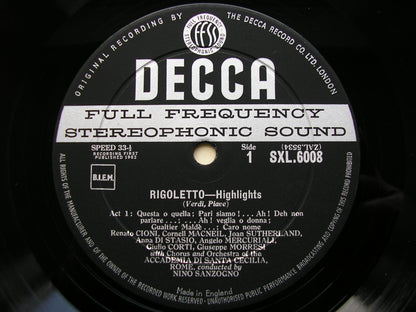 ORIGINAL RECORDING BY
THE DECCA RECORD CO. LTD. LONDON
FULL FREQUENCY
STEREOPHONIC SOUND
FFSS
DECCA
FULL FREQUENCY
STEREOPHONIC SOUND
SPEED 33⅓
RECORDING FIRST
PUBLISHED 1962
Side
1
(ZAL.5534)
SXL.6008
B.I.E.M.
RIGOLETTO—Highlights
(Verdi, Piave)
Act 1: Questa o quella; Pari siamo! ... Ah! Deh non
parlare ... ; Ah! veglia o donna;
Gualtier Maldè...: Caro nome
Renato CIONI, Cornell MACNEIL, Joan SUTHERLAND,
Anna DI STASIO, Angelo MERCURIALI,
Giulio CORTI, Giuseppe MORRESI
with Chorus and Orchestra of the
ACCADEMIA DI SANTA CECILIA,
ROME, conducted by
NINO SANZOGNO
Made in England
ALL RIGHTS OF THE MANUFACTURER AND OF THE OWNER OF THE RECORDED WORK RESERVED
UNAUTHORISED PUBLIC PERFORMANCE, BROADCASTING AND COPYING OF THIS RECORD PROHIBITED